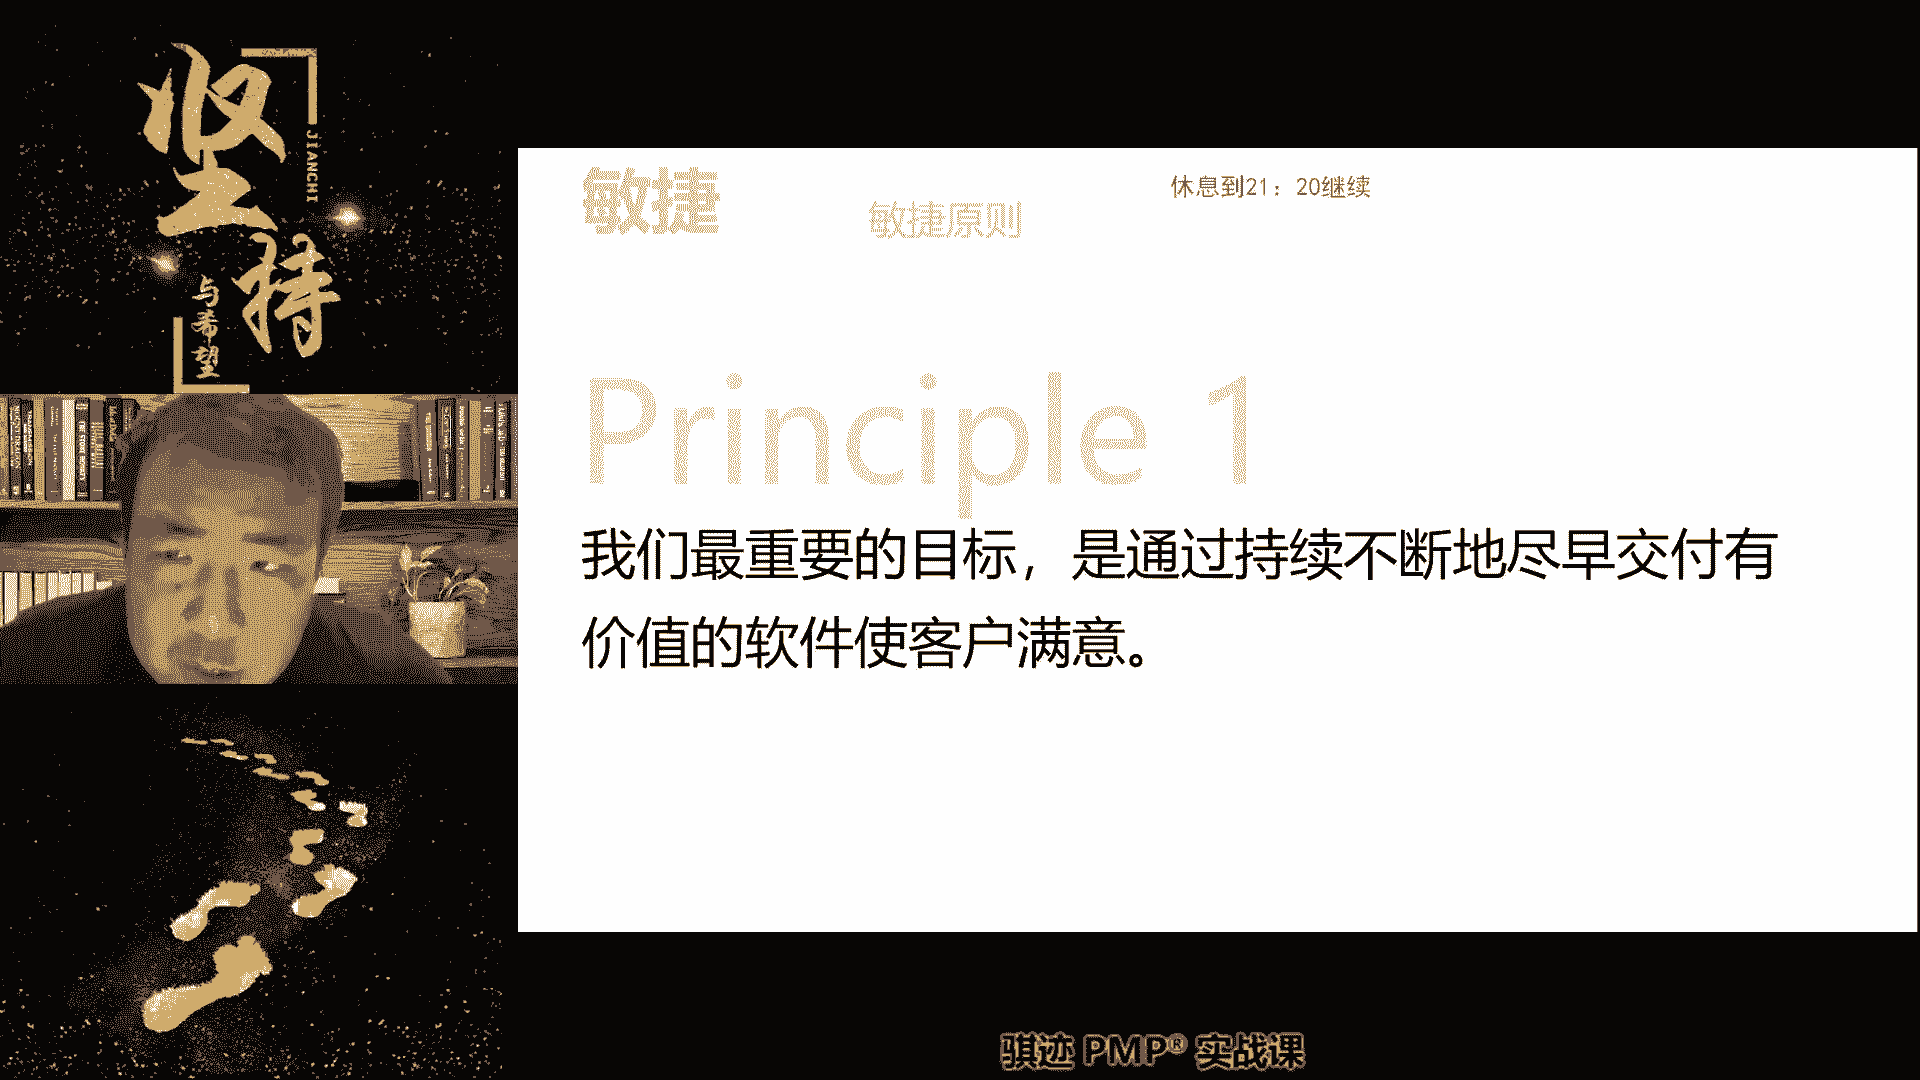 坚持
JIANCHI
与希望
敏捷
敏捷原则
休息到21：20继续
Principle 1
我们最重要的目标，是通过持续不断地尽早交付有
价值的软件使客户满意。
骐迹 PMP® 实战课